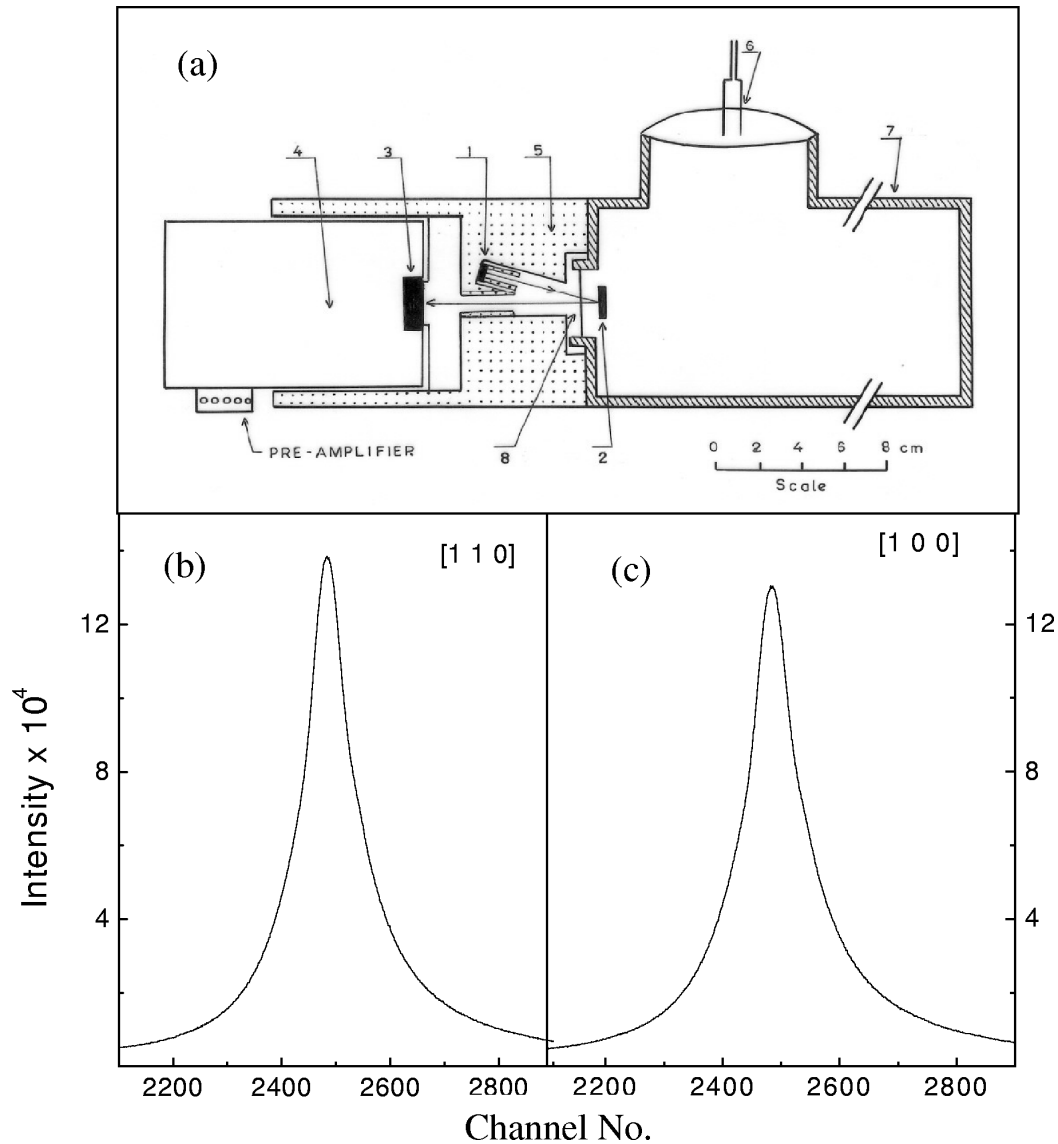 (a)
6
7
4
3
1
5
8
2
PRE-AMPLIFIER
0 2 4 6 8 cm
Scale
(b)
[1 1 0]
(c)
[1 0 0]
12
8
4
12
8
4
Intensity x 10⁴
2200 2400 2600 2800
2200 2400 2600 2800
Channel No.